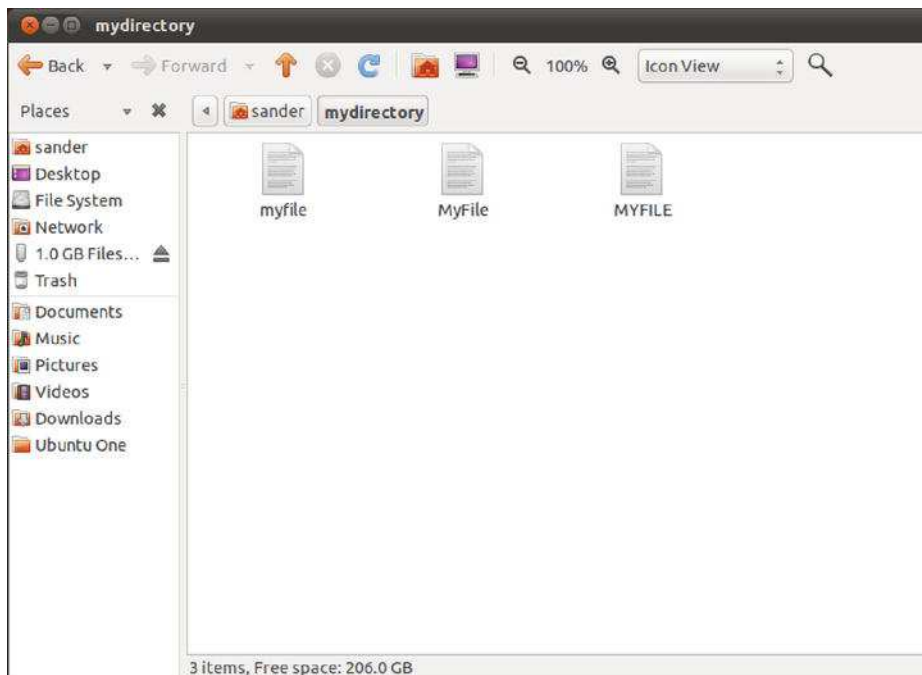 mydirectory
Back Forward 100% Icon View
Places sander mydirectory
sander
Desktop
File System
Network
1.0 GB Files...
Trash
Documents
Music
Pictures
Videos
Downloads
Ubuntu One
myfile MyFile MYFILE
3 items, Free space: 206.0 GB